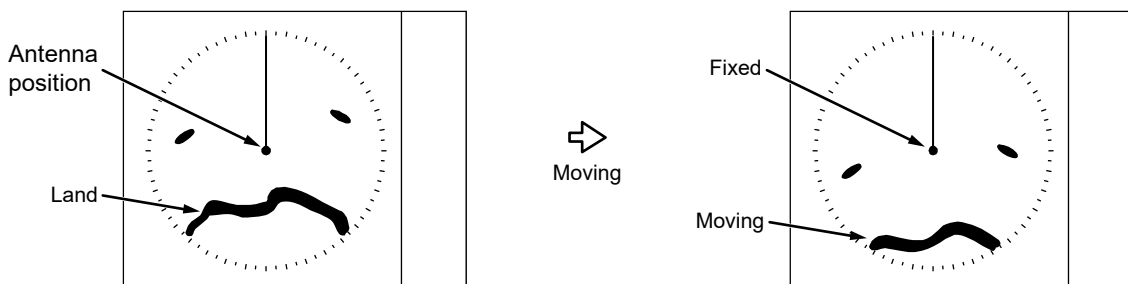 Antenna
position
Land
Moving
Fixed
Moving